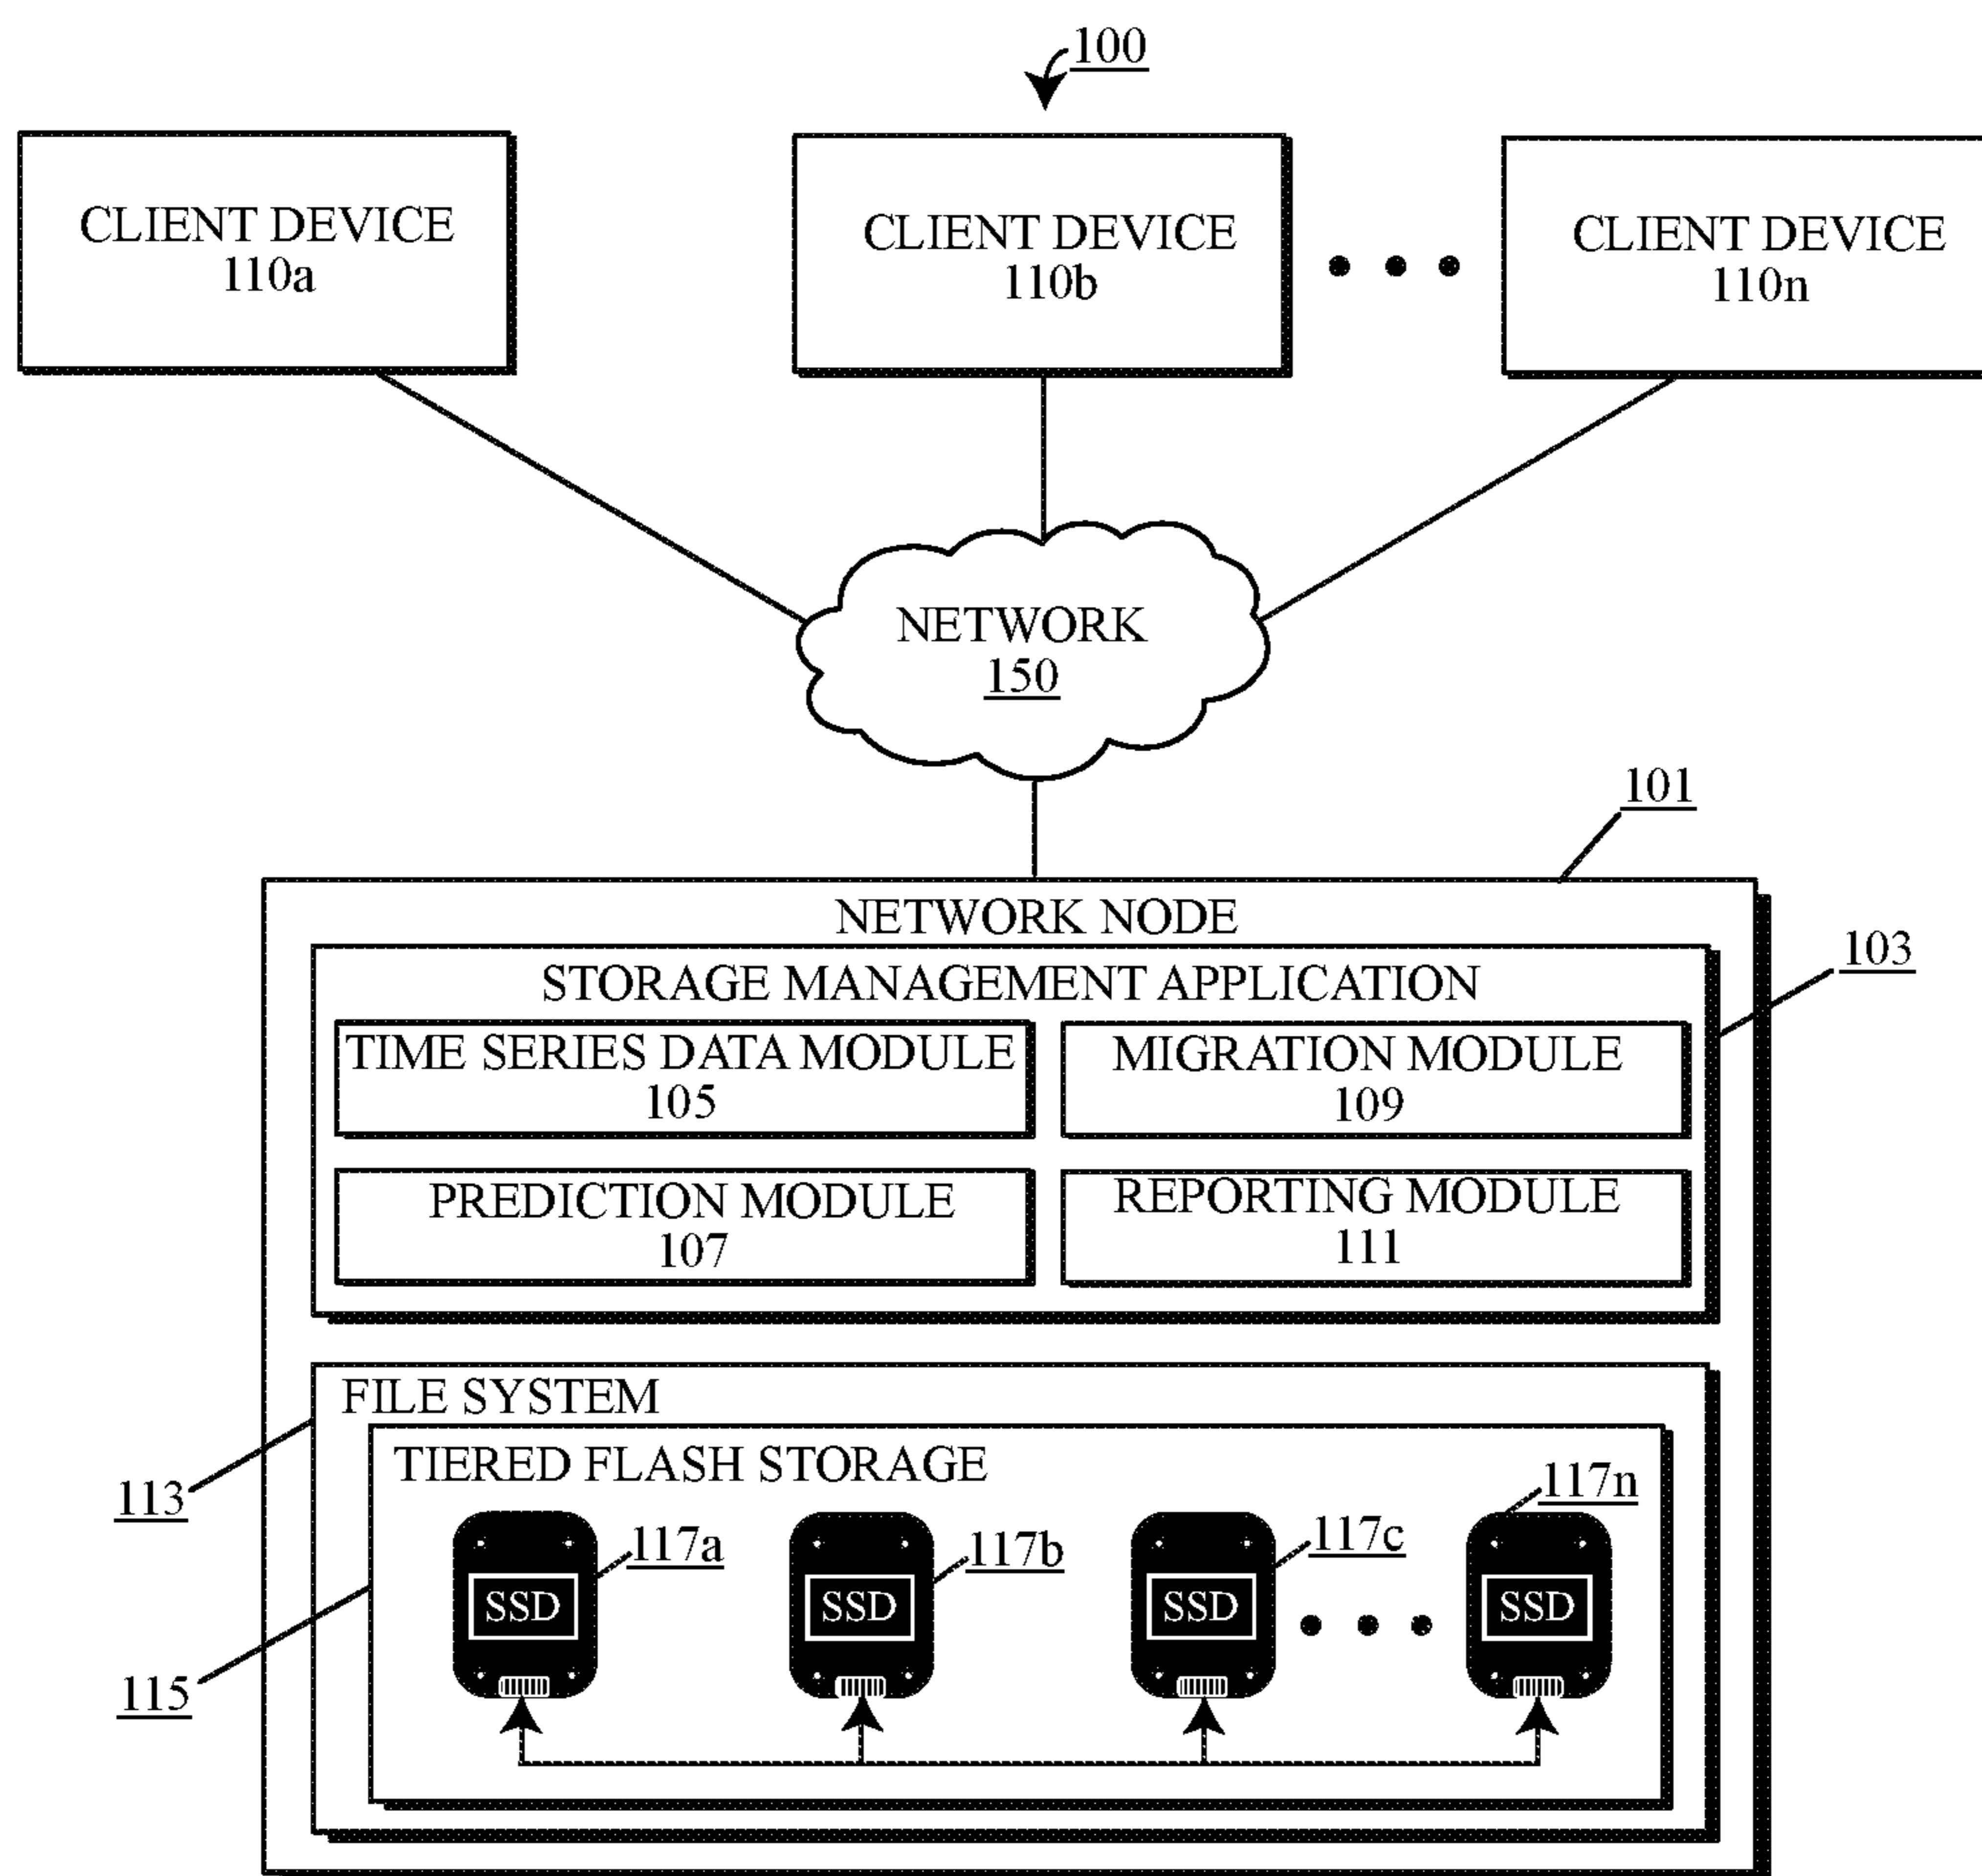 100
CLIENT DEVICE
110a
CLIENT DEVICE
110b
CLIENT DEVICE
110n
NETWORK
150
101
NETWORK NODE
103
STORAGE MANAGEMENT APPLICATION
TIME SERIES DATA MODULE
105
MIGRATION MODULE
109
PREDICTION MODULE
107
REPORTING MODULE
111
FILE SYSTEM
113
TIERED FLASH STORAGE
115
117a
117b
117c
117n
SSD
SSD
SSD
SSD